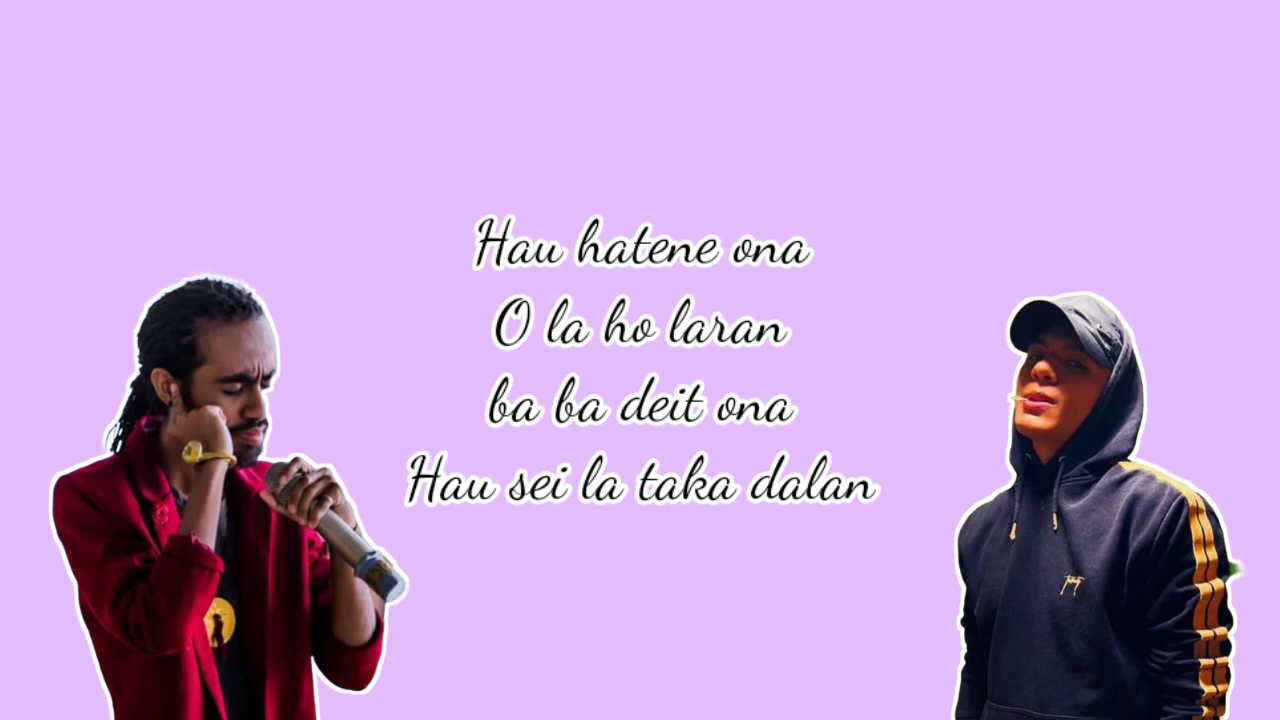 Hau hatene ona
O la ho laran
ba ba deit ona
Hau sei la taka dalan